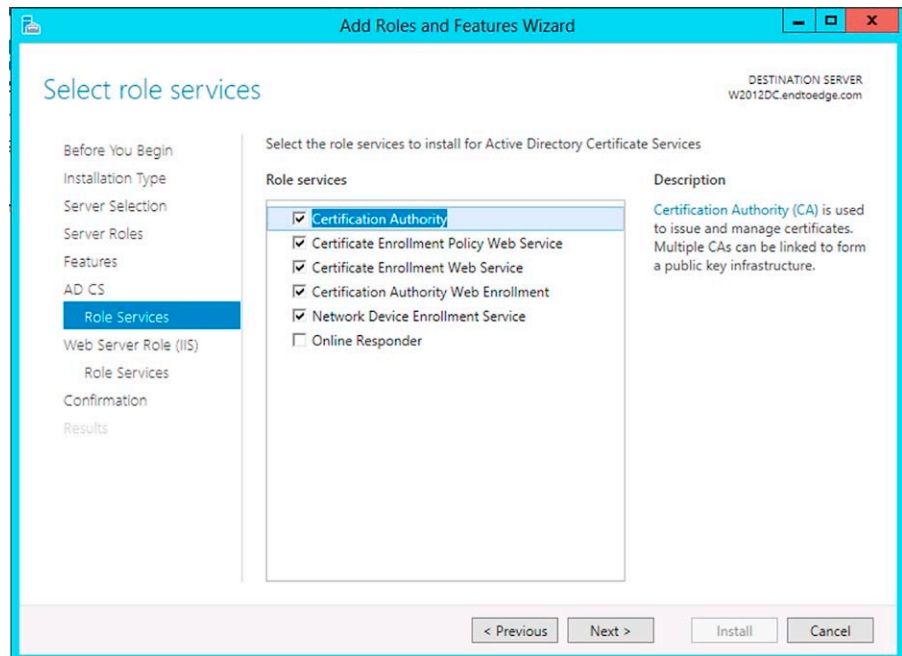 Add Roles and Features Wizard
Select role services
DESTINATION SERVER
W2012DC.endtoedge.com
Before You Begin
Installation Type
Server Selection
Server Roles
Features
AD CS
Role Services
Web Server Role (IIS)
Role Services
Confirmation
Results
Select the role services to install for Active Directory Certificate Services
Role services
Certification Authority
Certificate Enrollment Policy Web Service
Certificate Enrollment Web Service
Certification Authority Web Enrollment
Network Device Enrollment Service
Online Responder
Description
Certification Authority (CA) is used
to issue and manage certificates.
Multiple CAs can be linked to form
a public key infrastructure.
< Previous
Next >
Install
Cancel